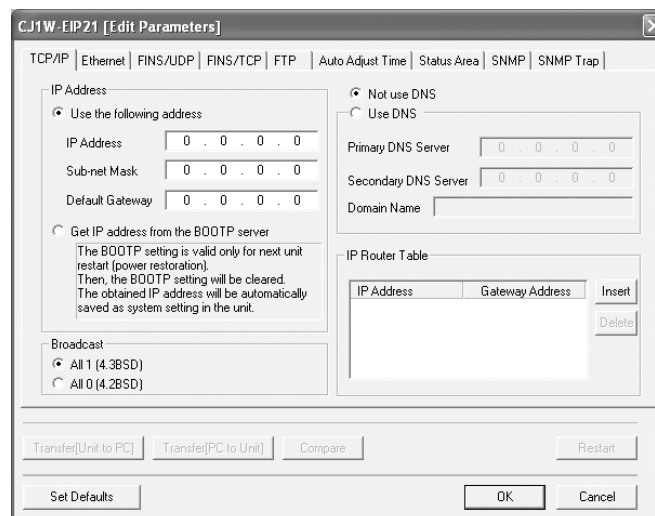 CJ1W-EIP21 [Edit Parameters]
TCP/IP Ethernet FINS/UDP FINS/TCP FTP Auto Adjust Time Status Area SNMP SNMP Trap
IP Address
Use the following address
IP Address 0 . 0 . 0 . 0
Sub-net Mask 0 . 0 . 0 . 0
Default Gateway 0 . 0 . 0 . 0
Get IP address from the BOOTP server
The BOOTP setting is valid only for next unit
restart (power restoration).
Then, the BOOTP setting will be cleared.
The obtained IP address will be automatically
saved as system setting in the unit.
Broadcast
All 1 (4.3BSD)
All 0 (4.2BSD)
Not use DNS
Use DNS
Primary DNS Server 0 . 0 . 0 . 0
Secondary DNS Server 0 . 0 . 0 . 0
Domain Name
IP Router Table
IP Address Gateway Address
Insert
Delete
Transfer[Unit to PC] Transfer[PC to Unit] Compare Restart
Set Defaults OK Cancel